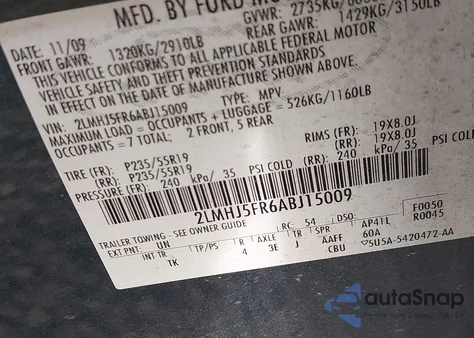 MFD. BY FORD
GVWR: 2735KG/
DATE: 11/09
REAR GAWR: 1429KG/3150LB
FRONT GAWR: 1320KG/2910LB
THIS VEHICLE CONFORMS TO ALL APPLICABLE FEDERAL MOTOR
VEHICLE SAFETY AND THEFT PREVENTION STANDARDS
IN EFFECT ON THE DATE OF MANUFACTURE SHOWN ABOVE.
VIN: 2LMHJ5FR6ABJ15009
TYPE: MPV
MAXIMUM LOAD = OCCUPANTS + LUGGAGE = 526KG/1160LB
OCCUPANTS = 7 TOTAL; 2 FRONT, 5 REAR
TIRE (FR): P235/55R19 RIMS (FR): 19X8.0J
(RR): P235/55R19 (RR): 19X8.0J
PRESSURE (FR): 240 kPa/ 35 PSI COLD (RR): 240 kPa/ 35 PSI COLD
2LMHJ5FR6ABJ15009
TRAILER TOWING - SEE OWNER GUIDE
RC: 54 DSO: F0050
R0045
EXT PNT: UN
INT TR TP/PS R AXLE TR SPR AP41L
60A
TK 4 3E J AAFF
CBU
5U5A-5420472-AA
autoSnap